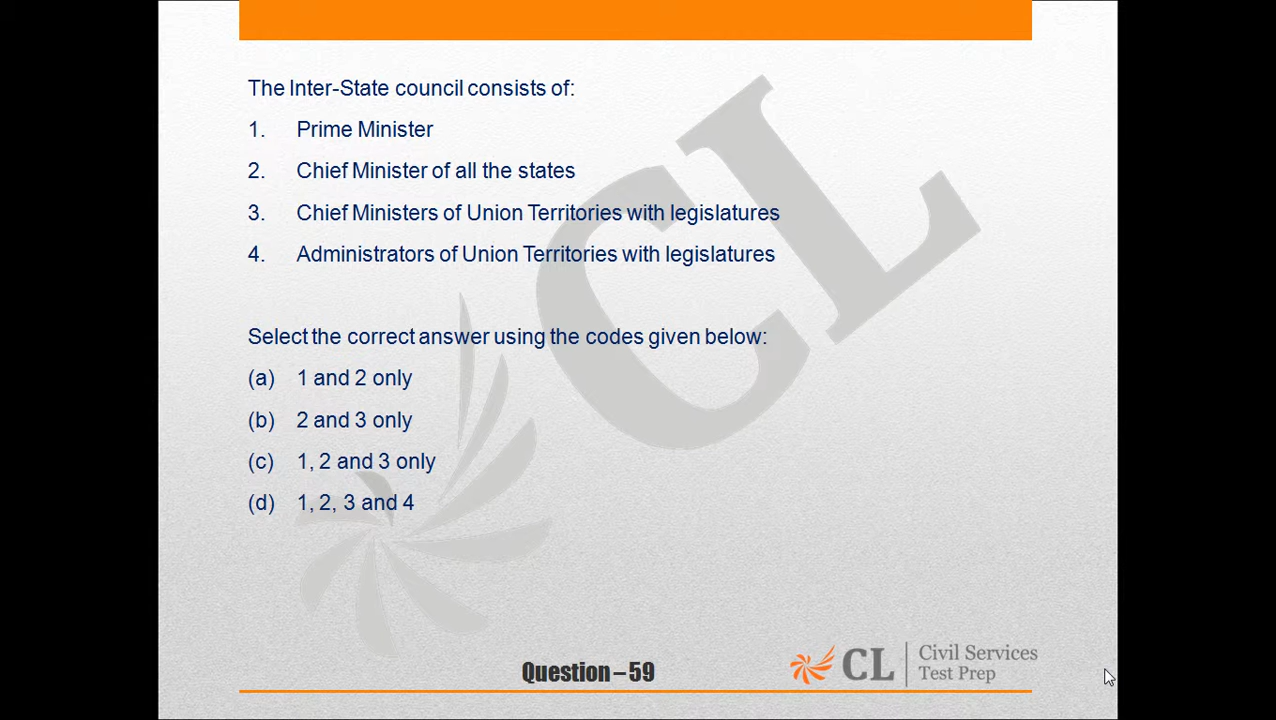 The Inter-State council consists of:
1. Prime Minister
2. Chief Minister of all the states
3. Chief Ministers of Union Territories with legislatures
4. Administrators of Union Territories with legislatures
Select the correct answer using the codes given below:
(a) 1 and 2 only
(b) 2 and 3 only
(c) 1, 2 and 3 only
(d) 1, 2, 3 and 4
CL
Question – 59
CL Civil Services
Test Prep